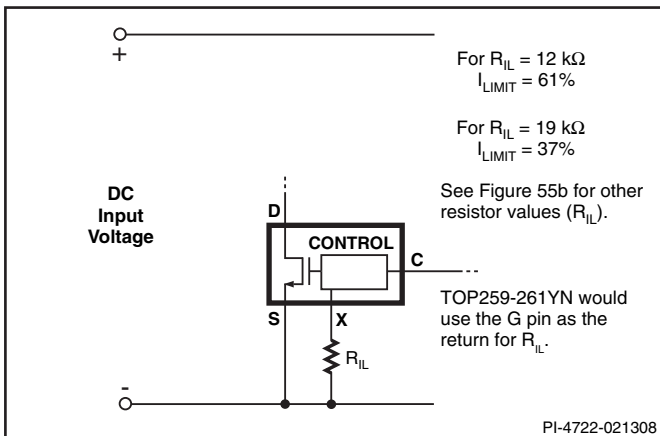 +
For R_IL = 12 kΩ
I_LIMIT = 61%
For R_IL = 19 kΩ
I_LIMIT = 37%
See Figure 55b for other
resistor values (R_IL).
DC
Input
Voltage
D
CONTROL
C
S
X
TOP259-261YN would
use the G pin as the
return for R_IL.
R_IL
-
PI-4722-021308